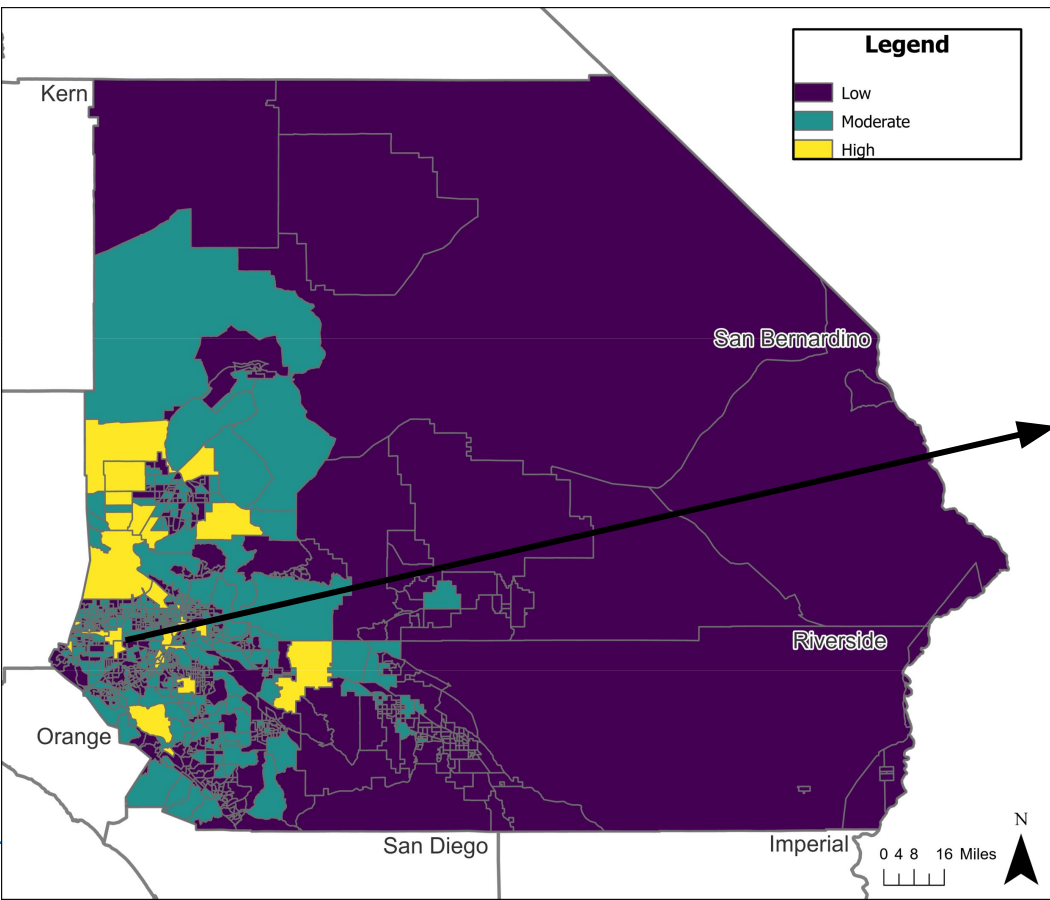 Legend
Kern
Low
Moderate
High
San Bernardino
Riverside
Orange
San Diego
Imperial
N
0 4 8 16 Miles